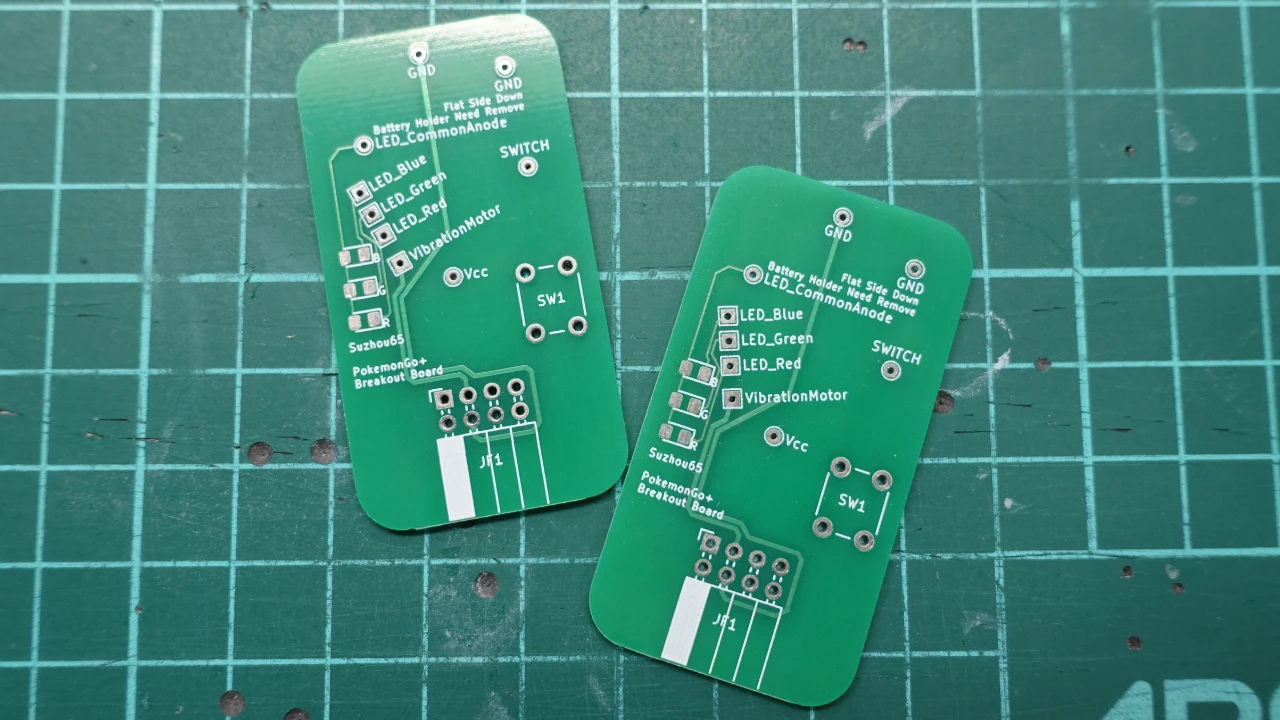 GND
GND
Flat Side Down
Battery Holder Need Remove
LED_CommonAnode
SWITCH
LED_Blue
LED_Green
LED_Red
VibrationMotor
Vcc
B
G
R
SW1
Suzhou65
PokemonGo+
Breakout Board
JF1
GND
GND
Flat Side Down
Battery Holder Need Remove
LED_CommonAnode
SWITCH
LED_Blue
LED_Green
LED_Red
VibrationMotor
Vcc
B
G
R
SW1
Suzhou65
PokemonGo+
Breakout Board
JF1